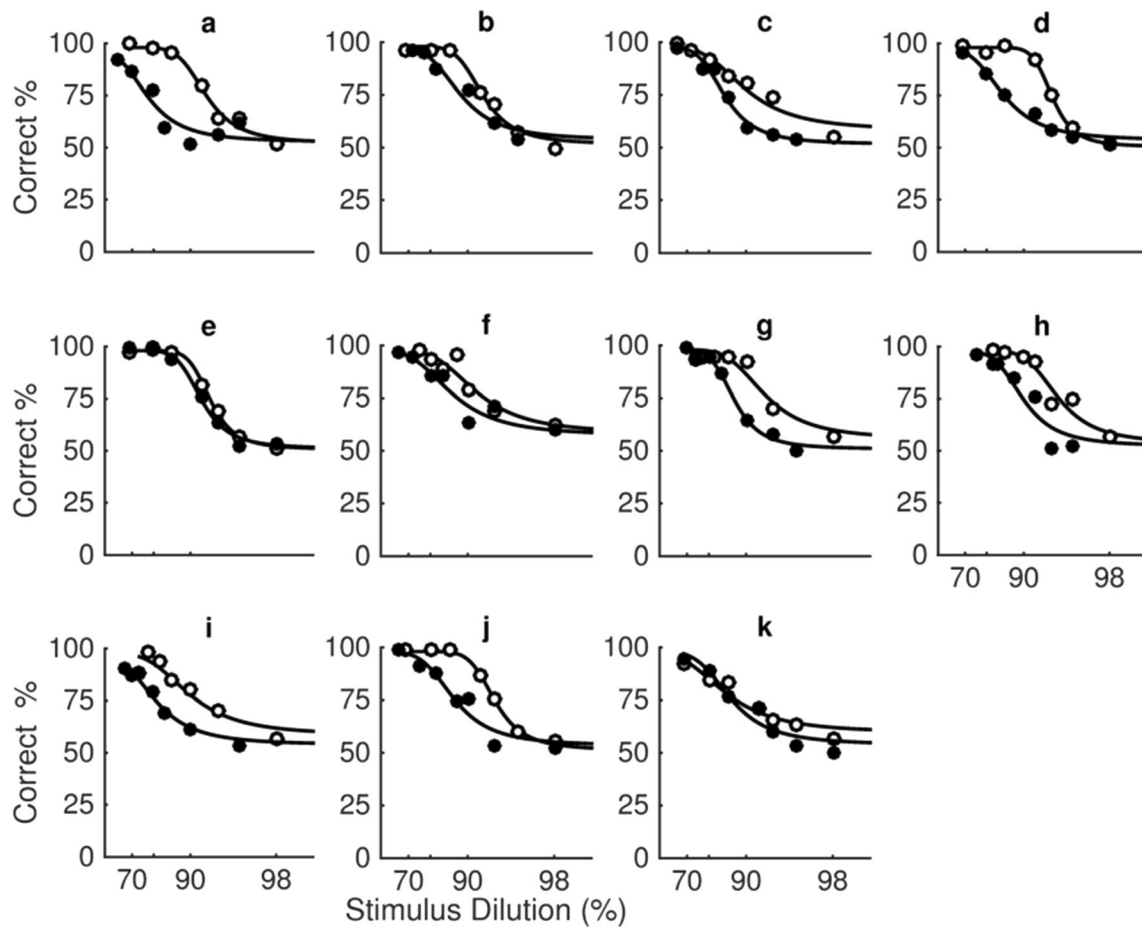 a b c d
100 100 100 100
75 75 75 75
50 50 50 50
25 25 25 25
0 0 0 0
Correct %
e f g h
100 100 100 100
75 75 75 75
50 50 50 50
25 25 25 25
0 0 0 0
Correct %
70 90 98
i j k
100 100 100
75 75 75
50 50 50
25 25 25
0 0 0
Correct %
70 90 98 70 90 98 70 90 98
Stimulus Dilution (%)